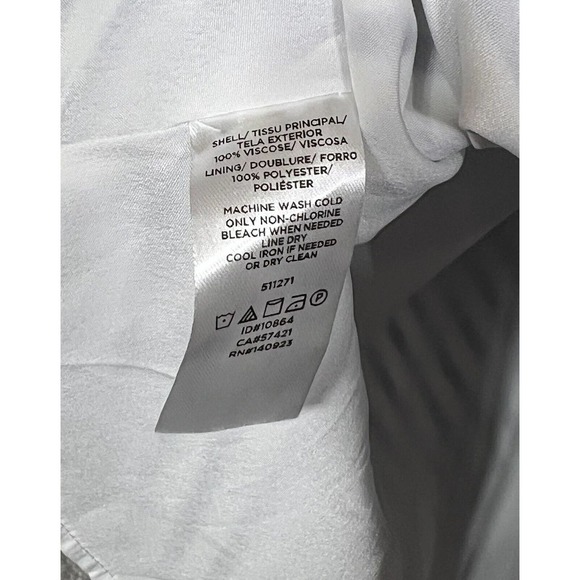 SHELL/ TISSU PRINCIPAL/
TELA EXTERIOR
100% VISCOSE/ VISCOSA
LINING/ DOUBLURE/ FORRO
100% POLYESTER/
POLIÉSTER
MACHINE WASH COLD
ONLY NON-CHLORINE
BLEACH WHEN NEEDED
LINE DRY
COOL IRON IF NEEDED
OR DRY CLEAN
511271
P
ID#10864
CA#57421
RN#140923